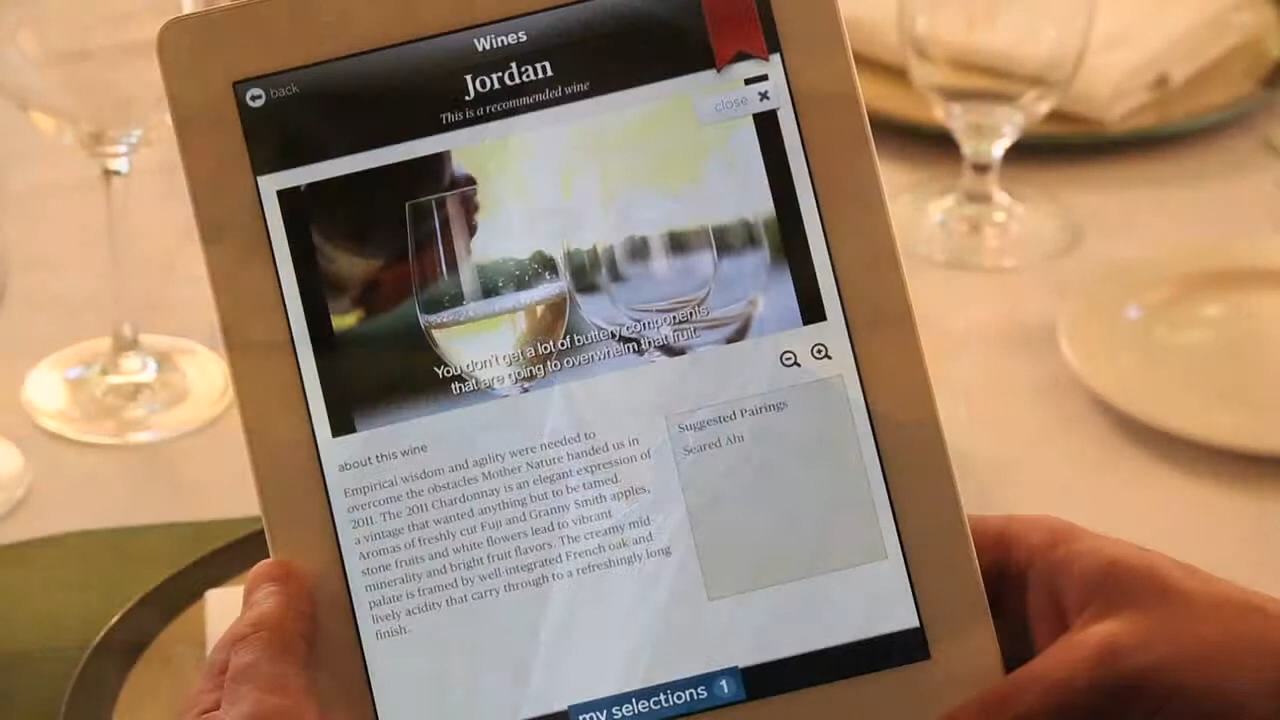 Wines
back
Jordan
This is a recommended wine
close
You don't get a lot of buttery components
that are going to overwhelm that fruit.
about this wine
Empirical wisdom and agility were needed to
overcome the obstacles Mother Nature handed us in
2011. The 2011 Chardonnay is an elegant expression of
a vintage that wanted anything but to be tamed.
Aromas of freshly cut Fuji and Granny Smith apples,
stone fruits and white flowers lead to vibrant
minerality and bright fruit flavors. The creamy mid-
palate is framed by well-integrated French oak and
lively acidity that carry through to a refreshingly long
finish.
Suggested Pairings
Seared Ahi
my selections 1